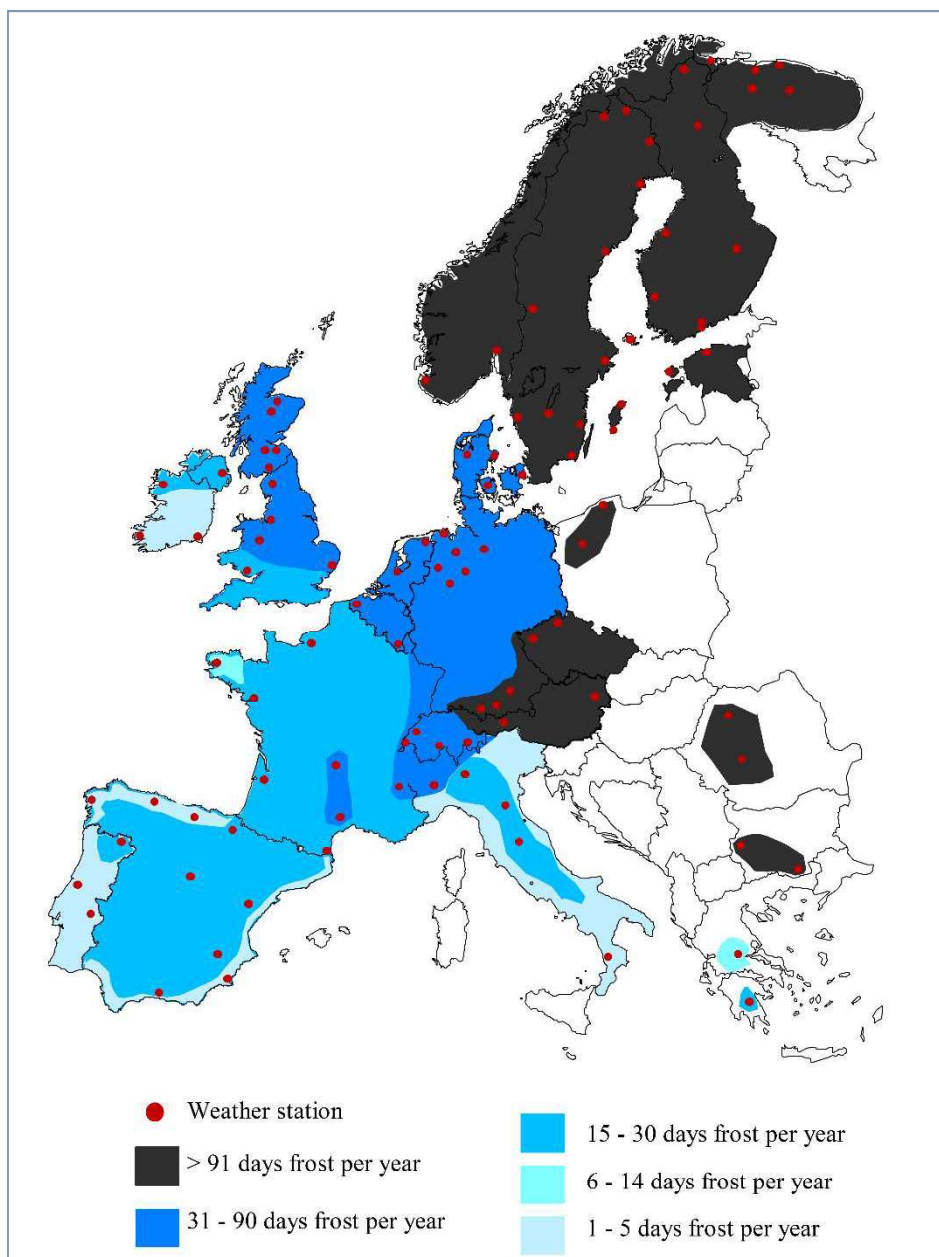 Weather station
> 91 days frost per year
31 - 90 days frost per year
15 - 30 days frost per year
6 - 14 days frost per year
1 - 5 days frost per year